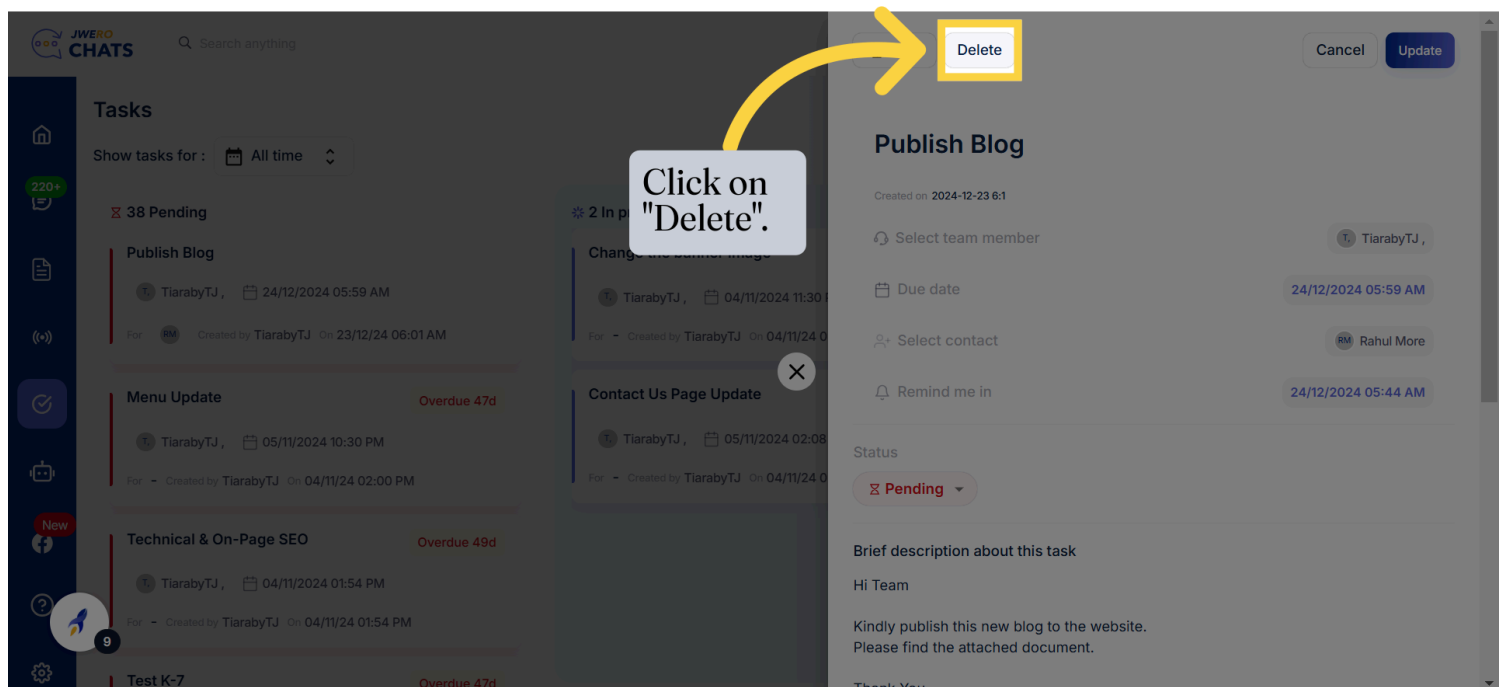 JWERO
CHATS
Search anything
Delete
Cancel
Update
Tasks
Show tasks for :
All time
Click on
"Delete".
220+
38 Pending
Publish Blog
T,
TiarabyTJ ,
24/12/2024 05:59 AM
For RM Created by TiarabyTJ On 23/12/24 06:01 AM
Menu Update
Overdue 47d
T,
TiarabyTJ ,
05/11/2024 10:30 PM
For - Created by TiarabyTJ On 04/11/24 02:00 PM
Technical & On-Page SEO
Overdue 49d
T,
TiarabyTJ ,
04/11/2024 01:54 PM
For - Created by TiarabyTJ On 04/11/24 01:54 PM
Test K-7
Overdue 47d
New
9
2 In p
Change the banner image
T,
TiarabyTJ ,
04/11/2024 11:30
For - Created by TiarabyTJ On 04/11/24 0
Contact Us Page Update
T,
TiarabyTJ ,
05/11/2024 02:08
For - Created by TiarabyTJ On 04/11/24 0
Publish Blog
Created on 2024-12-23 6:1
Select team member
T, TiarabyTJ ,
Due date
24/12/2024 05:59 AM
Select contact
RM Rahul More
Remind me in
24/12/2024 05:44 AM
Status
Pending
Brief description about this task
Hi Team
Kindly publish this new blog to the website.
Please find the attached document.
Thank You